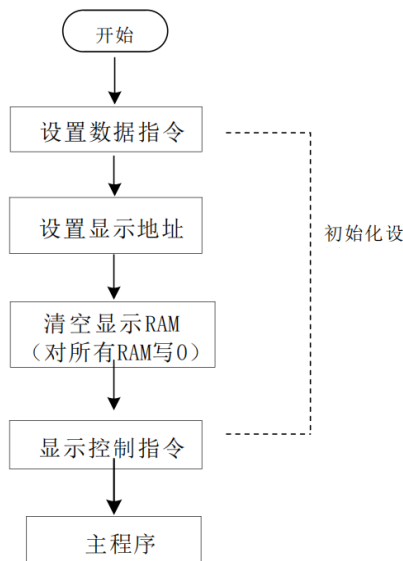 开始
设置数据指令
设置显示地址
初始化设
清空显示RAM
（对所有RAM写0）
显示控制指令
主程序